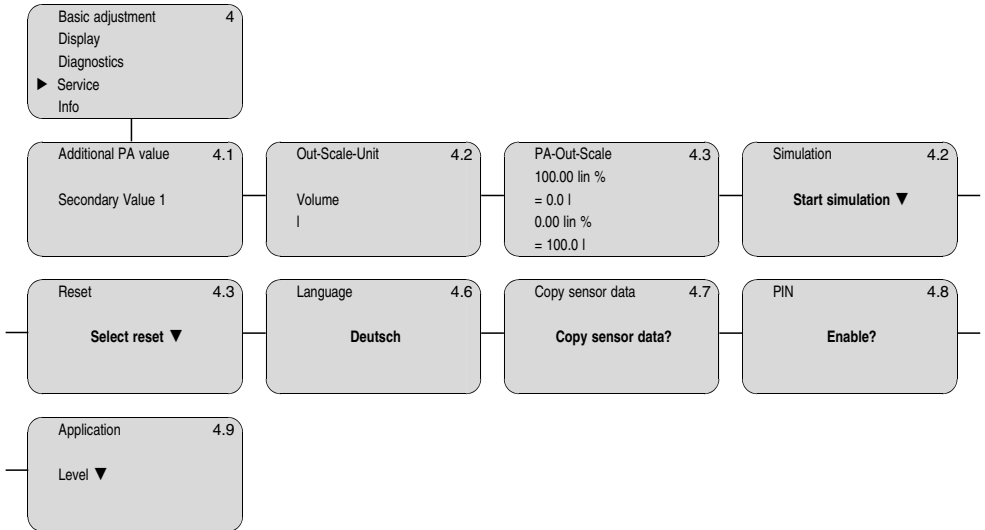 Basic adjustment 4
Display
Diagnostics
▶ Service
Info
Additional PA value 4.1
Secondary Value 1
Out-Scale-Unit 4.2
Volume
l
PA-Out-Scale 4.3
100.00 lin %
= 0.0 l
0.00 lin %
= 100.0 l
Simulation 4.2
Start simulation ▼
Reset 4.3
Select reset ▼
Language 4.6
Deutsch
Copy sensor data 4.7
Copy sensor data?
PIN 4.8
Enable?
Application 4.9
Level ▼